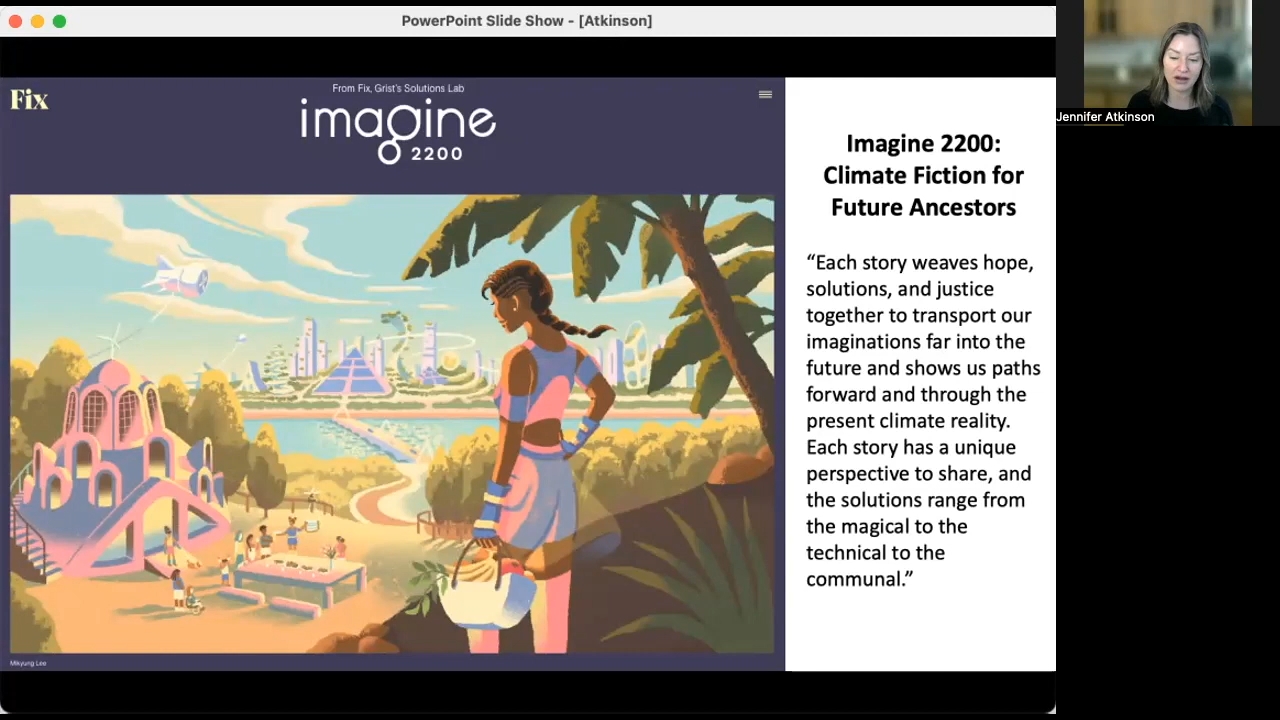 PowerPoint Slide Show - [Atkinson]
Fix
From Fix, Grist's Solutions Lab
imagine
2200
Mikyung Lee
Imagine 2200:
Climate Fiction for
Future Ancestors
“Each story weaves hope,
solutions, and justice
together to transport our
imaginations far into the
future and shows us paths
forward and through the
present climate reality.
Each story has a unique
perspective to share, and
the solutions range from
the magical to the
technical to the
communal.”
Jennifer Atkinson